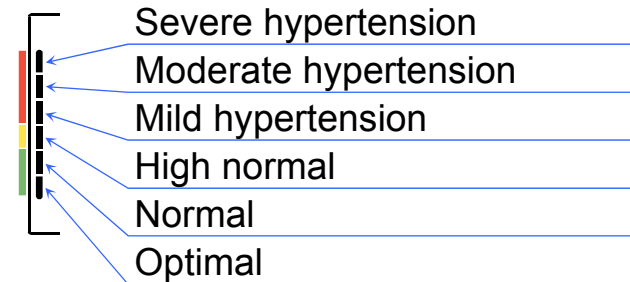 Severe hypertension
Moderate hypertension
Mild hypertension
High normal
Normal
Optimal